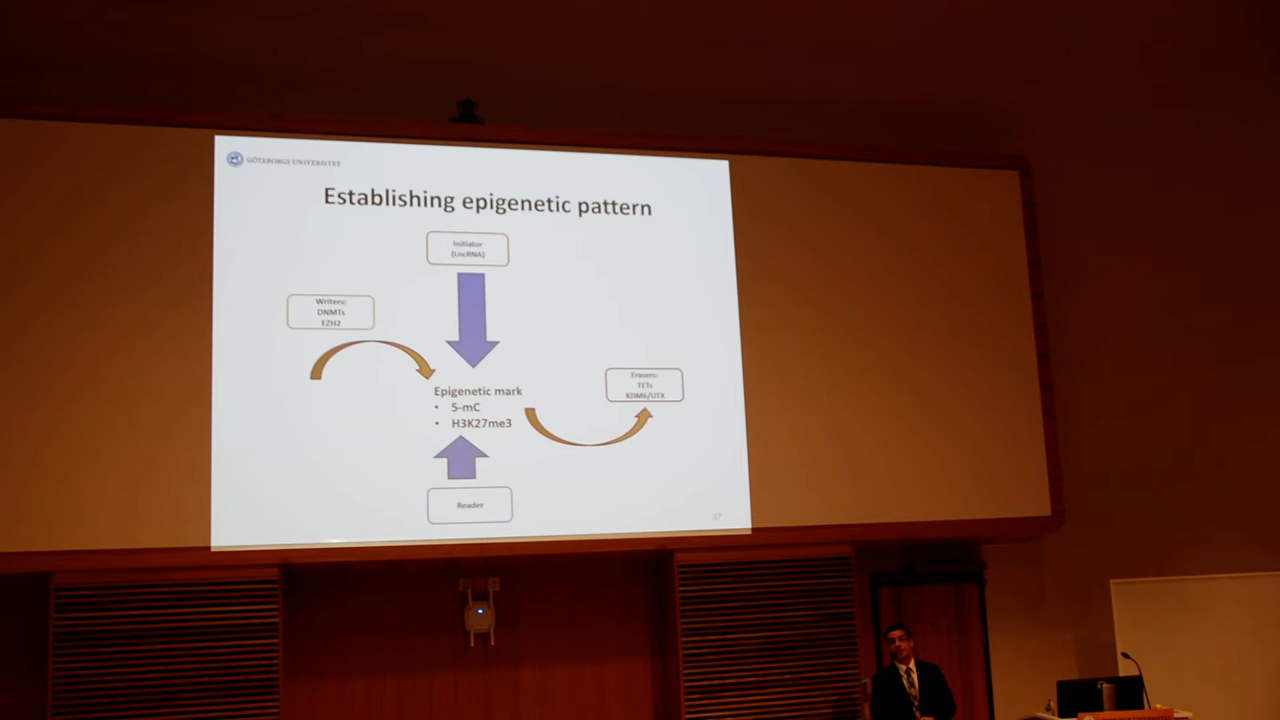 GÖTEBORGS UNIVERSITET
Establishing epigenetic pattern
Initiator
(LncRNA)
Writers:
DNMTs
EZH2
Erasers:
TETs
KDM6/UTX
Epigenetic mark
• 5-mC
• H3K27me3
Reader
17